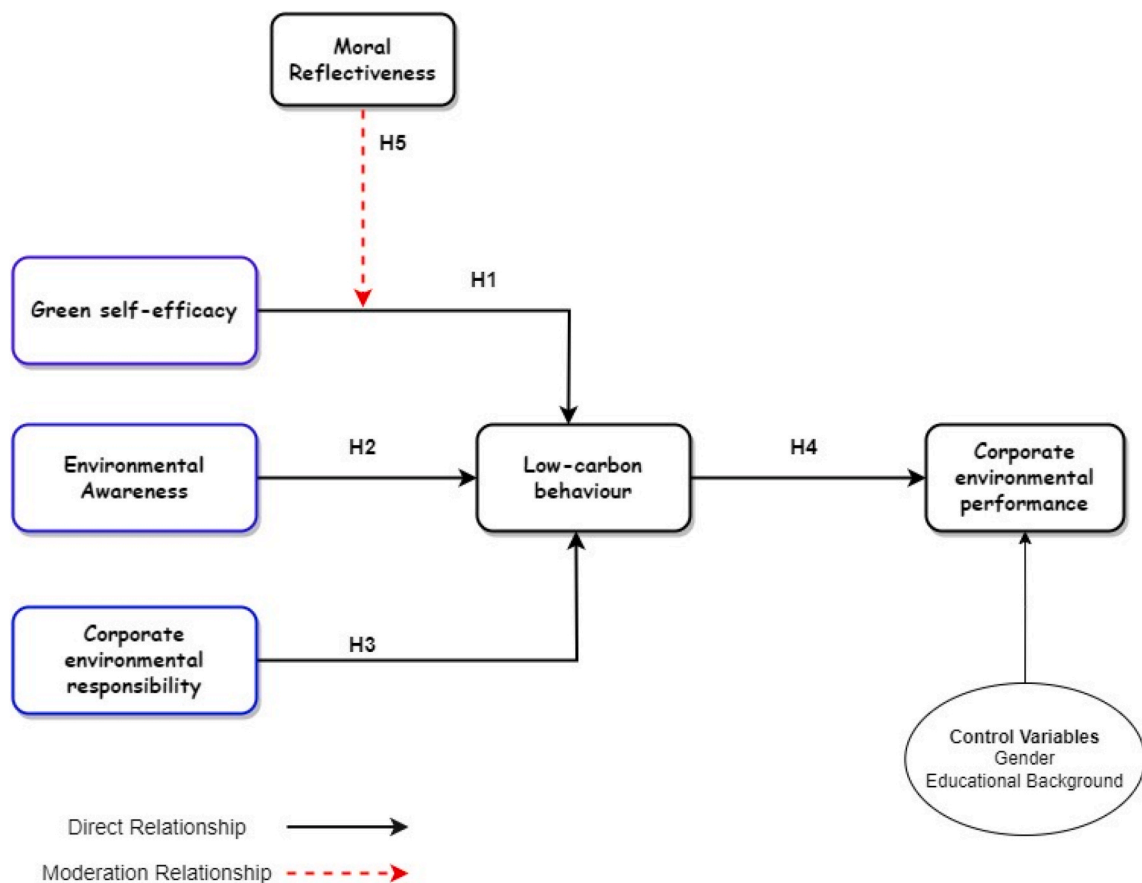 Moral
Reflectiveness
H5
H1
Green self-efficacy
Environmental
Awareness
H2
Low-carbon
behaviour
H4
Corporate
environmental
performance
Corporate
environmental
responsibility
H3
Control Variables
Gender
Educational Background
Direct Relationship
Moderation Relationship